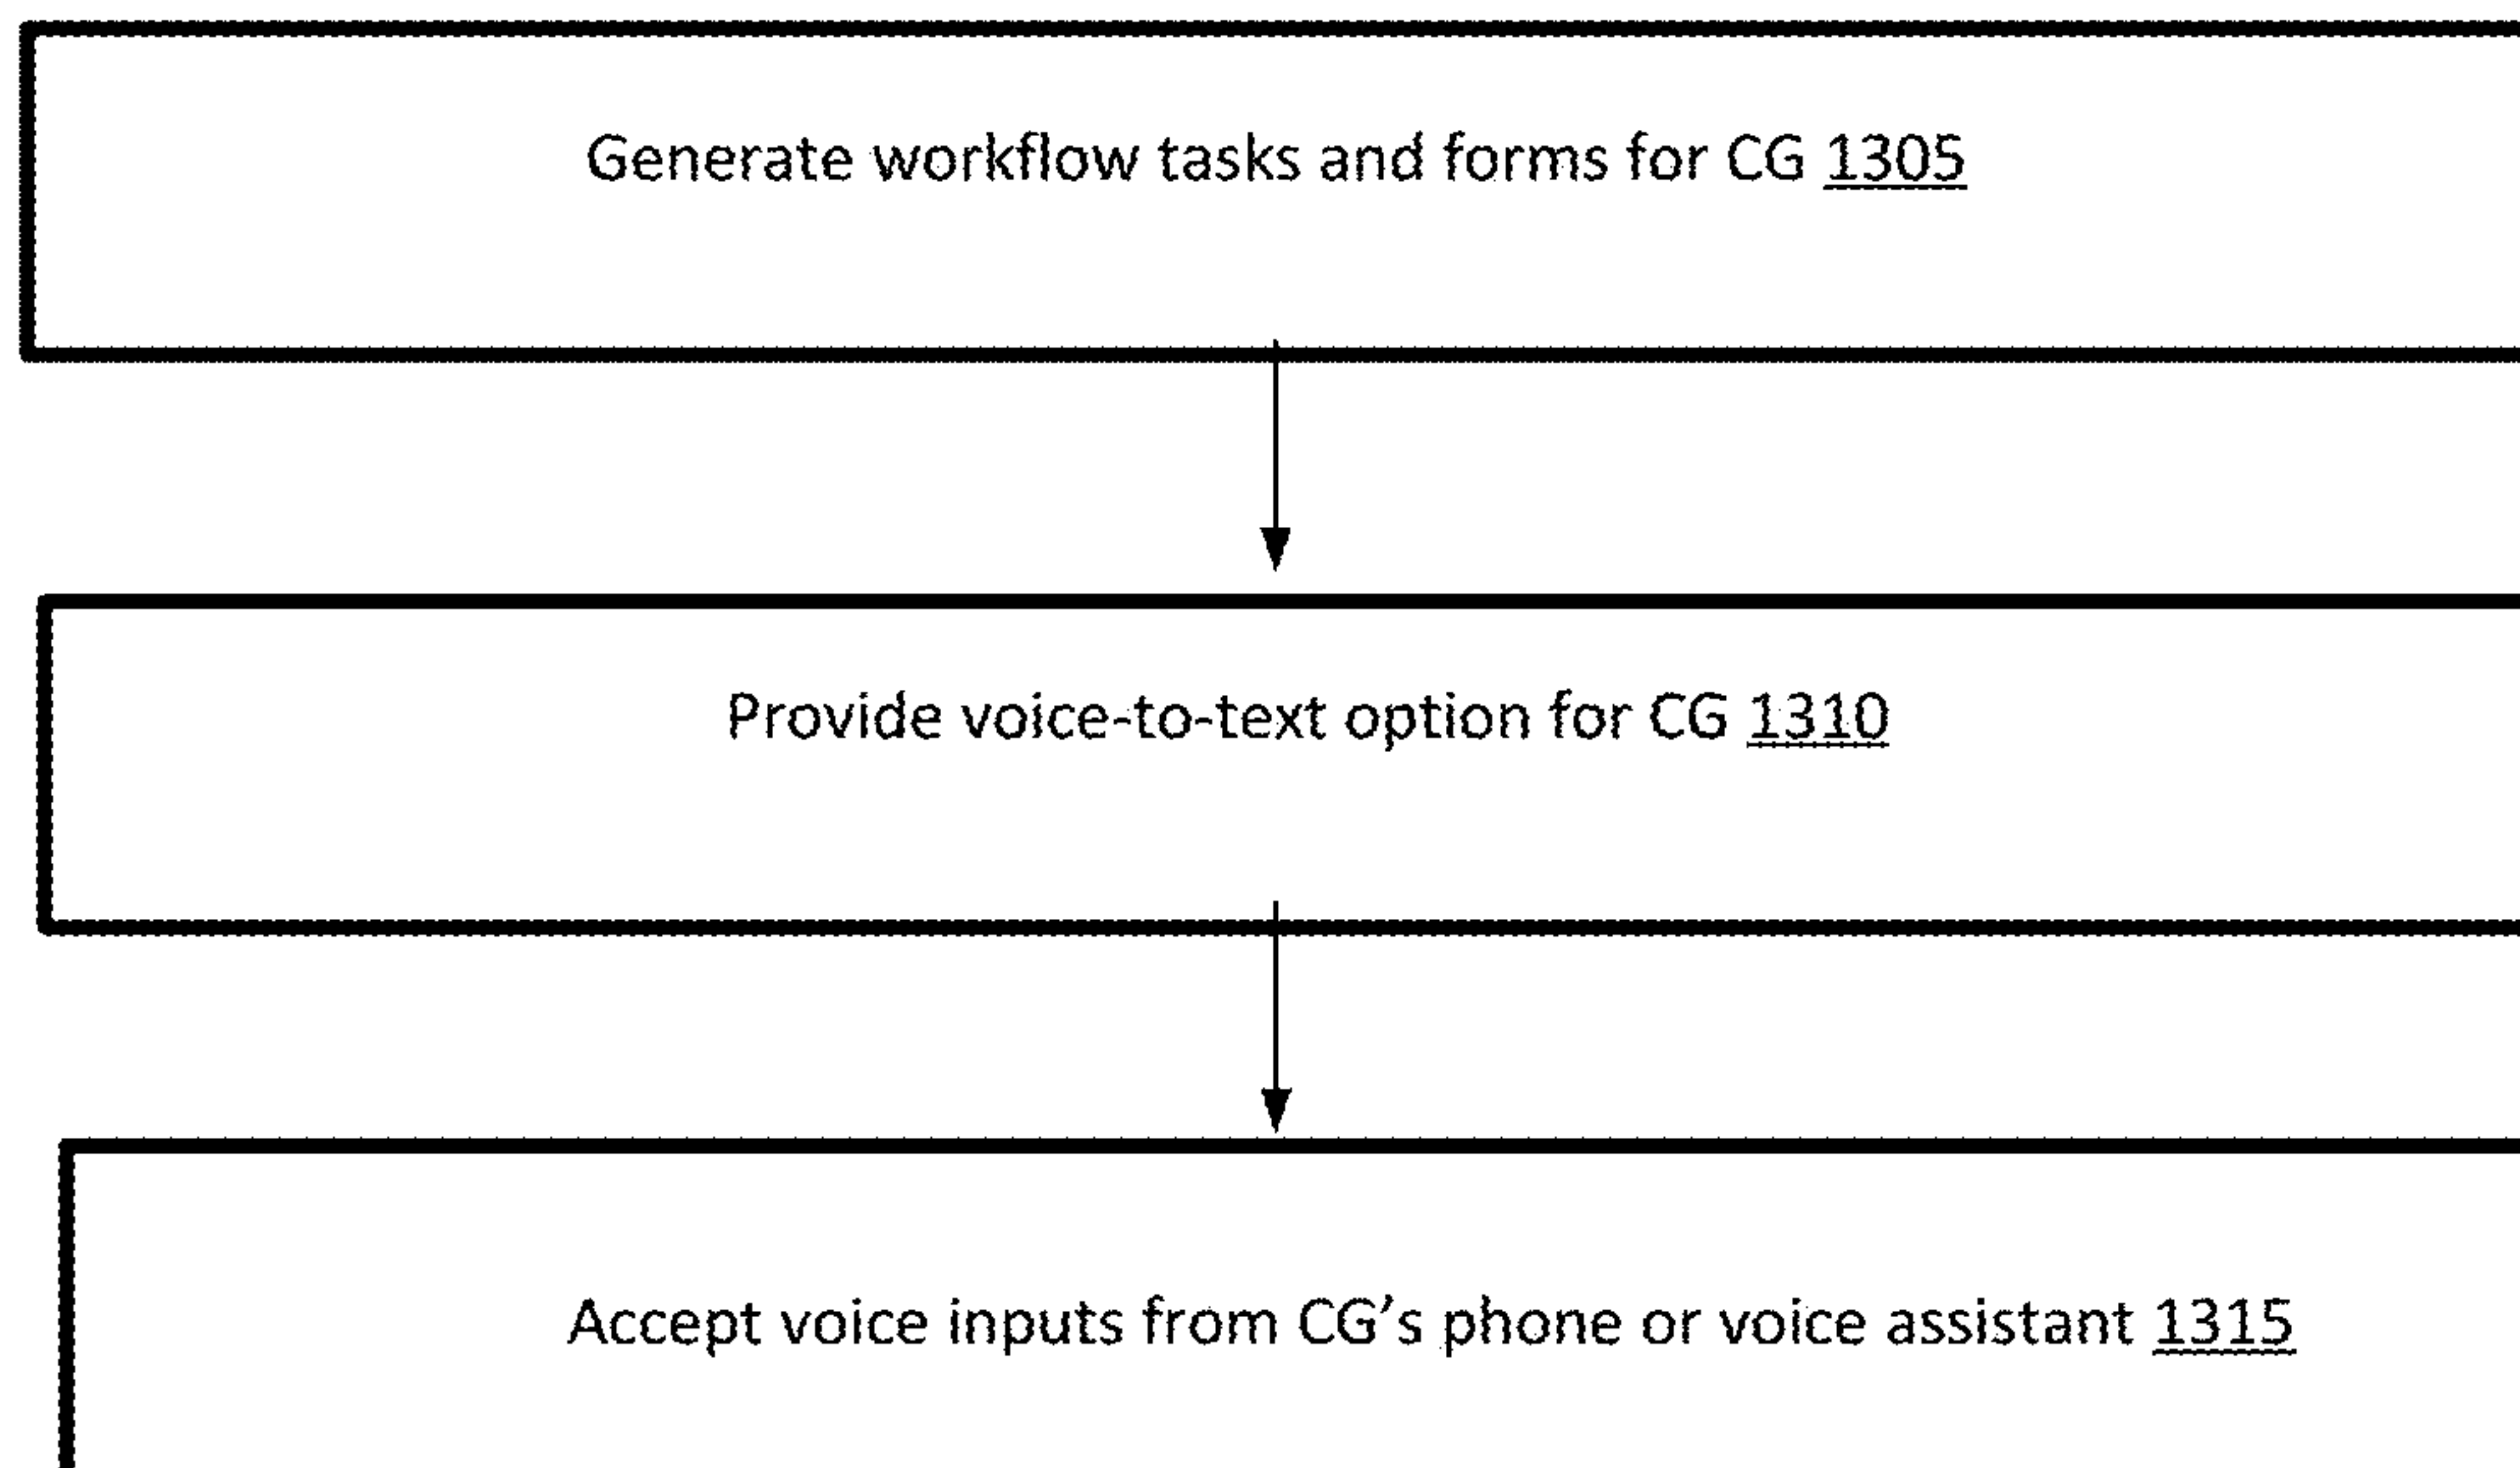 Generate workflow tasks and forms for CG 1305
Provide voice-to-text option for CG 1310
Accept voice inputs from CG’s phone or voice assistant 1315